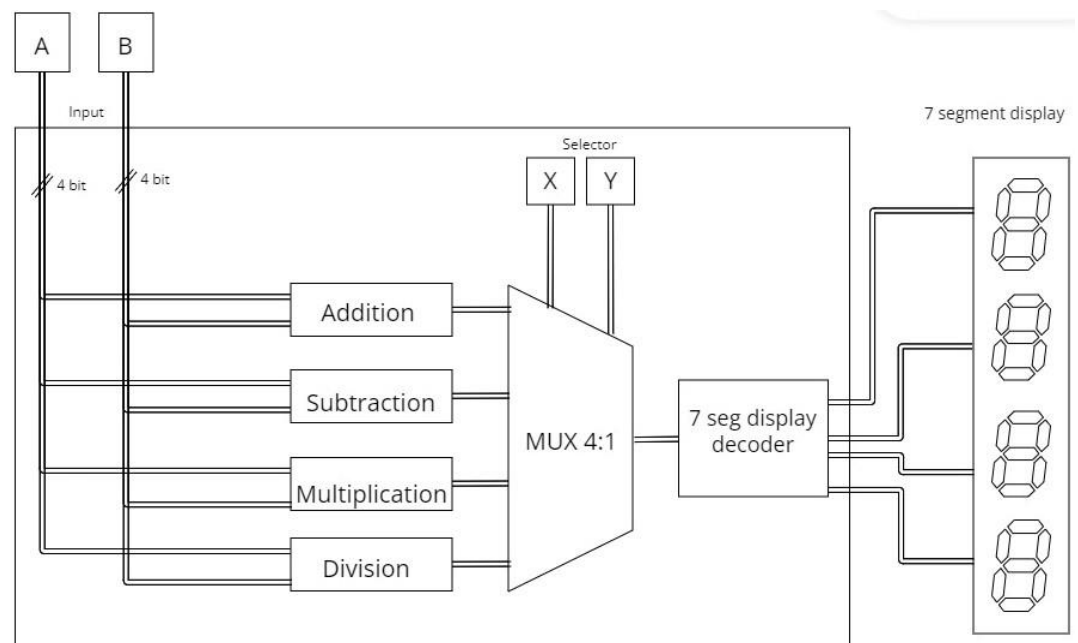 A
B
Input
7 segment display
Selector
4 bit
4 bit
X
Y
Addition
Subtraction
MUX 4:1
7 seg display
decoder
Multiplication
Division